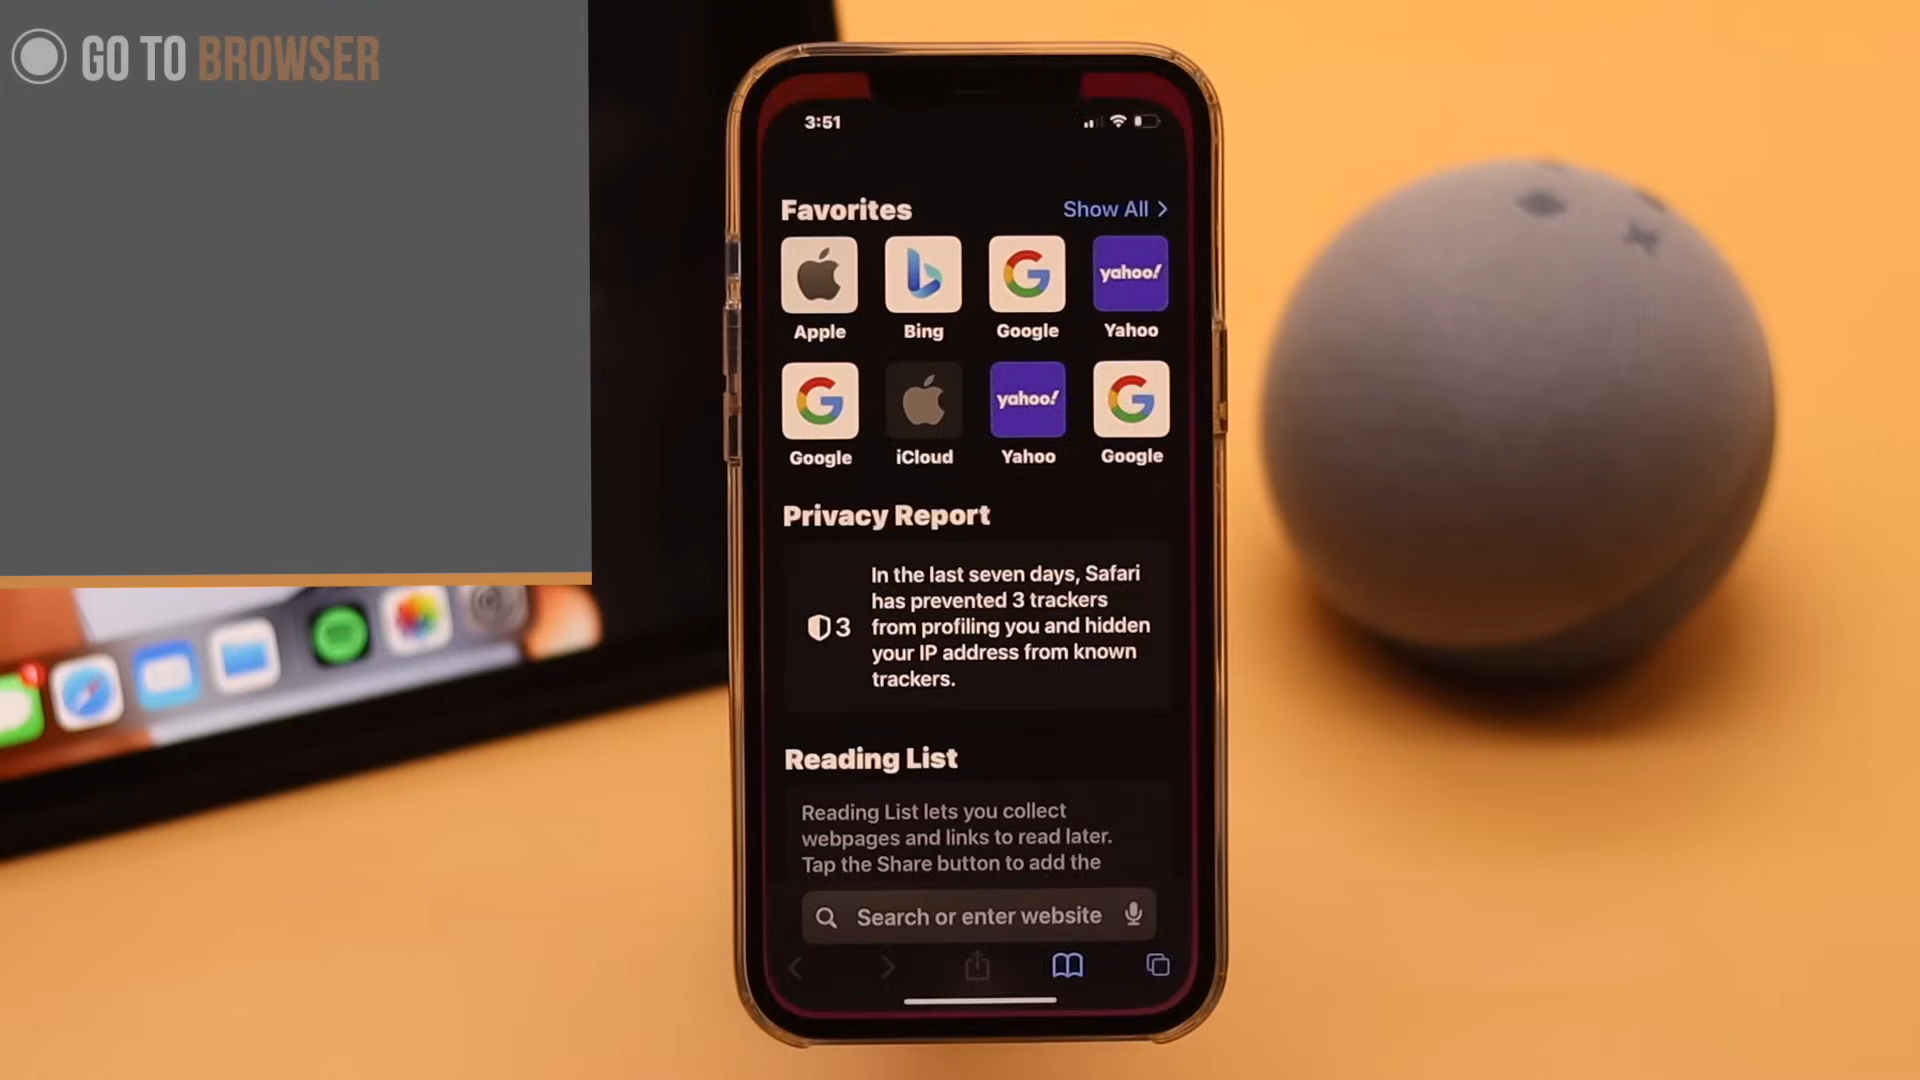 GO TO BROWSER
3:51
Favorites
Show All
yahoo!
Apple
Bing
Google
Yahoo
yahoo!
Google
iCloud
Yahoo
Google
Privacy Report
In the last seven days, Safari
has prevented 3 trackers
3
from profiling you and hidden
your IP address from known
trackers.
Reading List
Reading List lets you collect
webpages and links to read later.
Tap the Share button to add the
Search or enter website